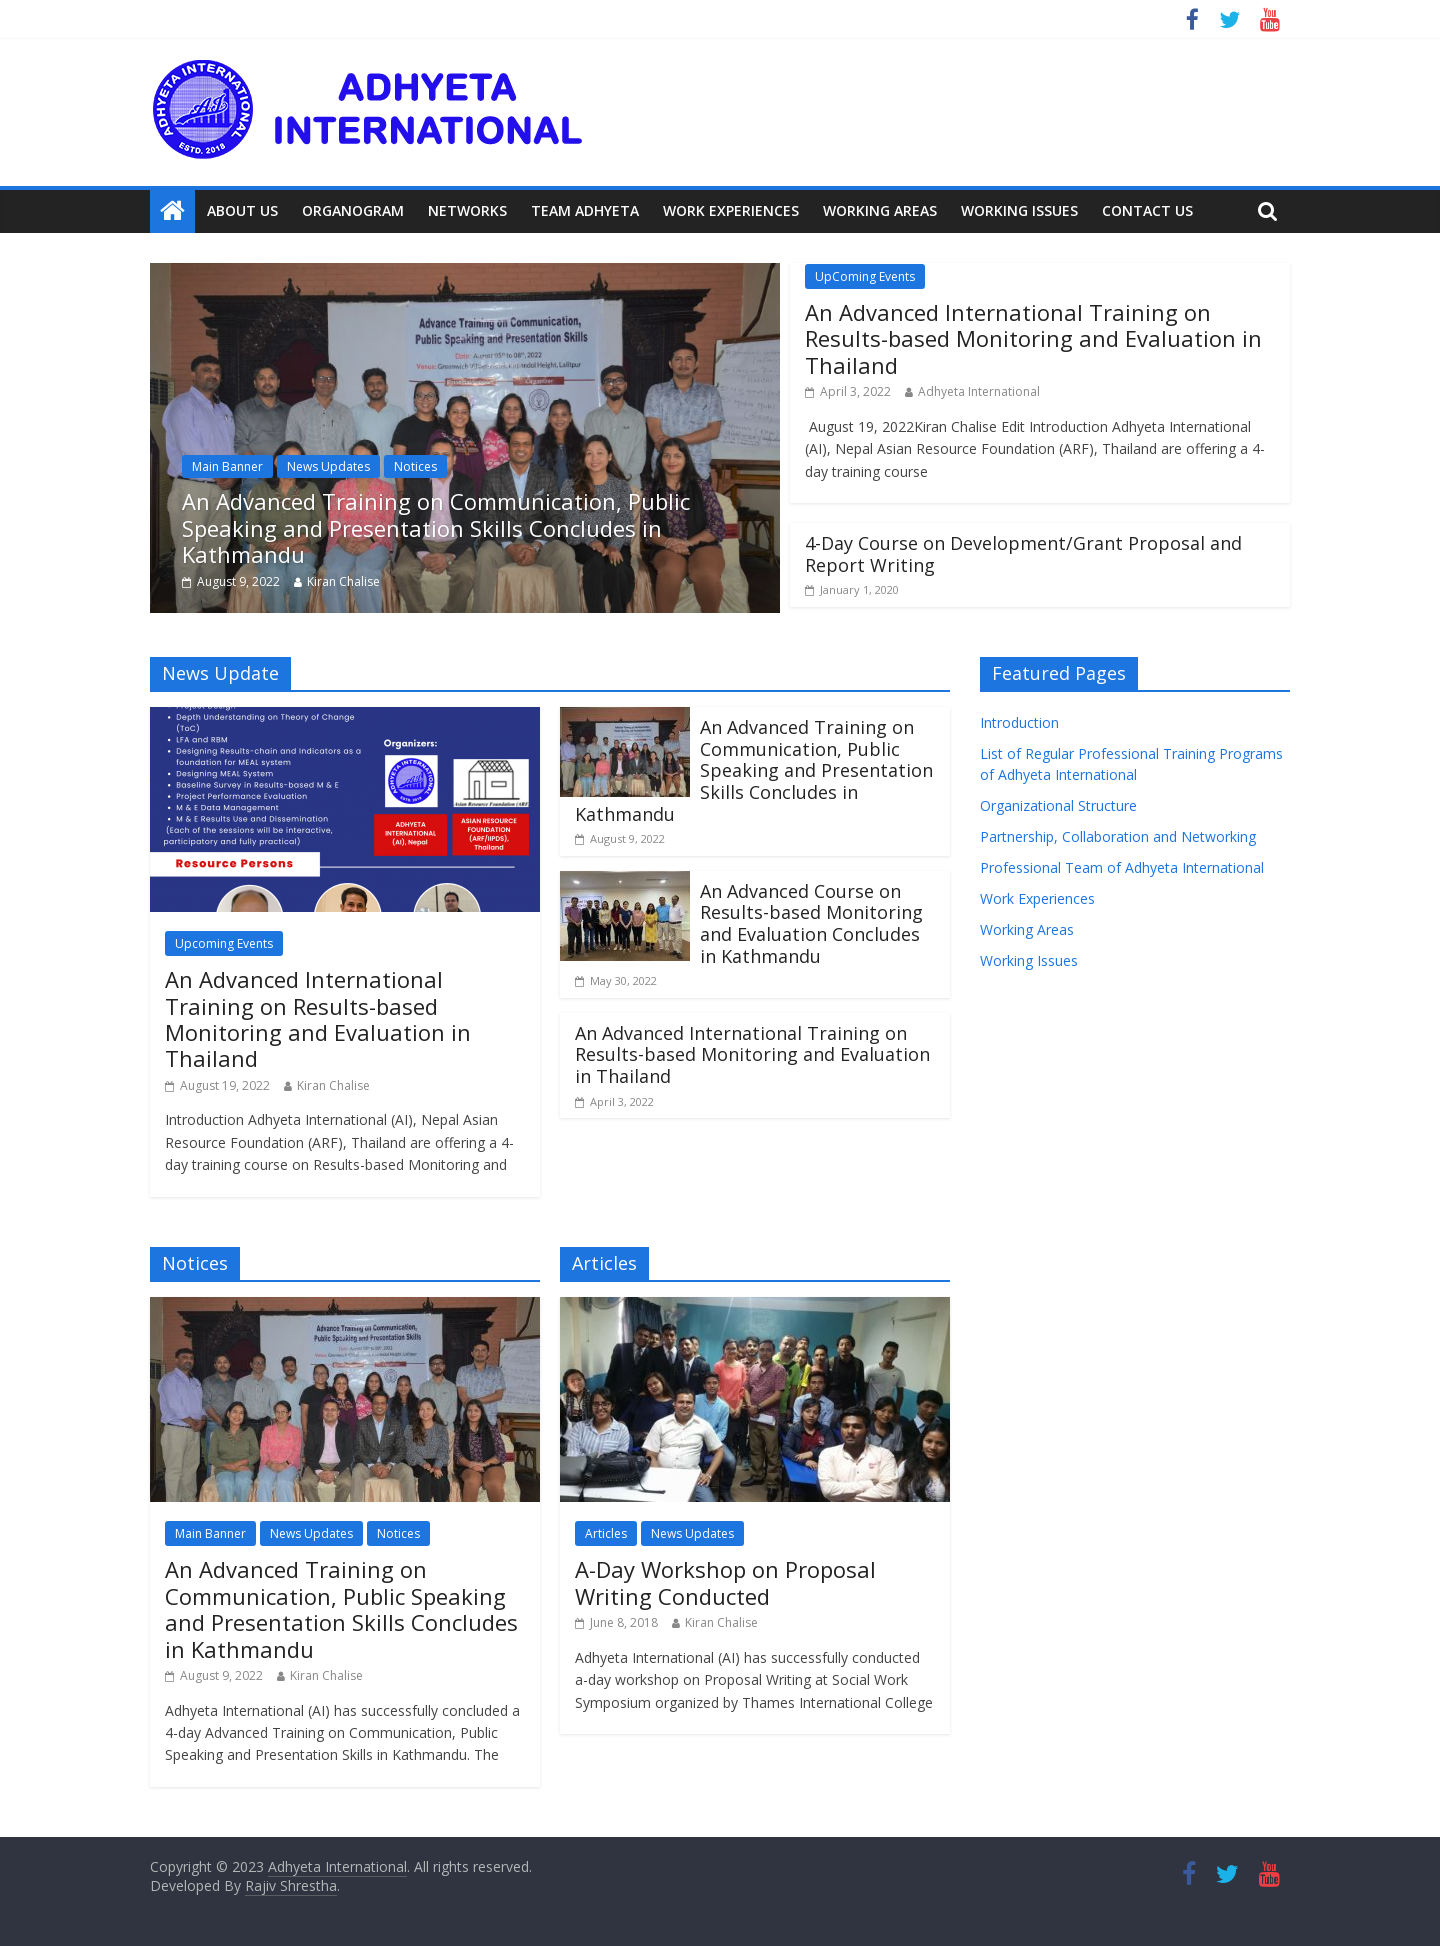 ADHYETA INTERNATIONAL
ESTD. 2018
ADHYETA
INTERNATIONAL
ABOUT US
ORGANOGRAM
NETWORKS
TEAM ADHYETA
WORK EXPERIENCES
WORKING AREAS
WORKING ISSUES
CONTACT US
Advance Training on Communication,
Public Speaking and Presentation Skills
Main Banner
News Updates
Notices
An Advanced Training on Communication, Public
Speaking and Presentation Skills Concludes in
Kathmandu
August 9, 2022 Kiran Chalise
UpComing Events
An Advanced International Training on
Results-based Monitoring and Evaluation in
Thailand
April 3, 2022 Adhyeta International
August 19, 2022Kiran Chalise Edit Introduction Adhyeta International
(AI), Nepal Asian Resource Foundation (ARF), Thailand are offering a 4-
day training course
4-Day Course on Development/Grant Proposal and
Report Writing
January 1, 2020
News Update
• Depth Understanding on Theory of Change
(ToC)
• LFA and RBM
• Designing Results-chain and Indicators as a
foundation for MEAL system
• Designing MEAL System
• Baseline Survey in Results-based M & E
• Project Performance Evaluation
• M & E Data Management
• M & E Results Use and Dissemination
(Each of the sessions will be interactive,
participatory and fully practical)
Resource Persons
Organizers:
ADHYETA
INTERNATIONAL
(AI), Nepal
ASIAN RESOURCE
FOUNDATION
(ARF/IIPDS),
Thailand
Upcoming Events
An Advanced International
Training on Results-based
Monitoring and Evaluation in
Thailand
August 19, 2022 Kiran Chalise
Introduction Adhyeta International (AI), Nepal Asian
Resource Foundation (ARF), Thailand are offering a 4-
day training course on Results-based Monitoring and
An Advanced Training on
Communication, Public
Speaking and Presentation
Skills Concludes in
Kathmandu
August 9, 2022
An Advanced Course on
Results-based Monitoring
and Evaluation Concludes
in Kathmandu
May 30, 2022
An Advanced International Training on
Results-based Monitoring and Evaluation
in Thailand
April 3, 2022
Featured Pages
Introduction
List of Regular Professional Training Programs
of Adhyeta International
Organizational Structure
Partnership, Collaboration and Networking
Professional Team of Adhyeta International
Work Experiences
Working Areas
Working Issues
Notices
Advance Training on Communication,
Public Speaking and Presentation Skills
Main Banner
News Updates
Notices
An Advanced Training on
Communication, Public Speaking
and Presentation Skills Concludes
in Kathmandu
August 9, 2022 Kiran Chalise
Adhyeta International (AI) has successfully concluded a
4-day Advanced Training on Communication, Public
Speaking and Presentation Skills in Kathmandu. The
Articles
Articles
News Updates
A-Day Workshop on Proposal
Writing Conducted
June 8, 2018 Kiran Chalise
Adhyeta International (AI) has successfully conducted
a-day workshop on Proposal Writing at Social Work
Symposium organized by Thames International College
Copyright © 2023 Adhyeta International. All rights reserved.
Developed By Rajiv Shrestha.